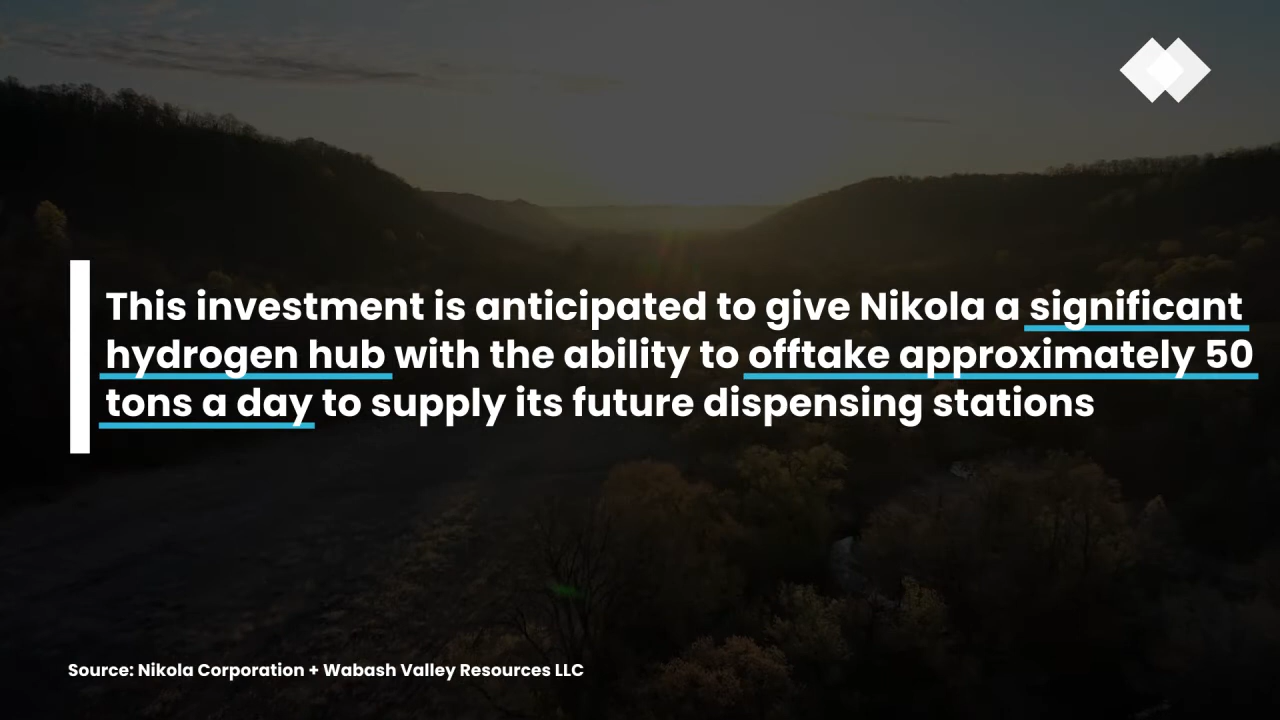 This investment is anticipated to give Nikola a significant
hydrogen hub with the ability to offtake approximately 50
tons a day to supply its future dispensing stations
Source: Nikola Corporation + Wabash Valley Resources LLC